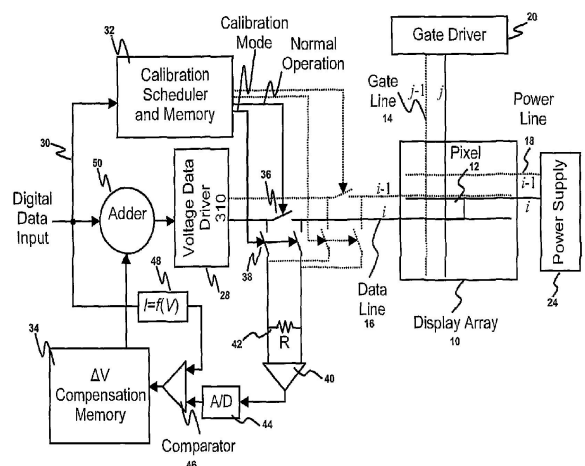 32
Calibration
Mode
Normal
Operation
20
Gate Driver
Calibration
Scheduler
and Memory
Gate
Line
14
j-1
j
Power
Line
30
50
Pixel
12
18
36
i-1
i-1
Digital
Data
Input
Adder
Voltage Data
Driver
310
i
i
Power Supply
38
48
28
Data
Line
16
24
I=f(V)
Display Array
10
34
42
R
ΔV
Compensation
Memory
40
A/D
44
Comparator
46